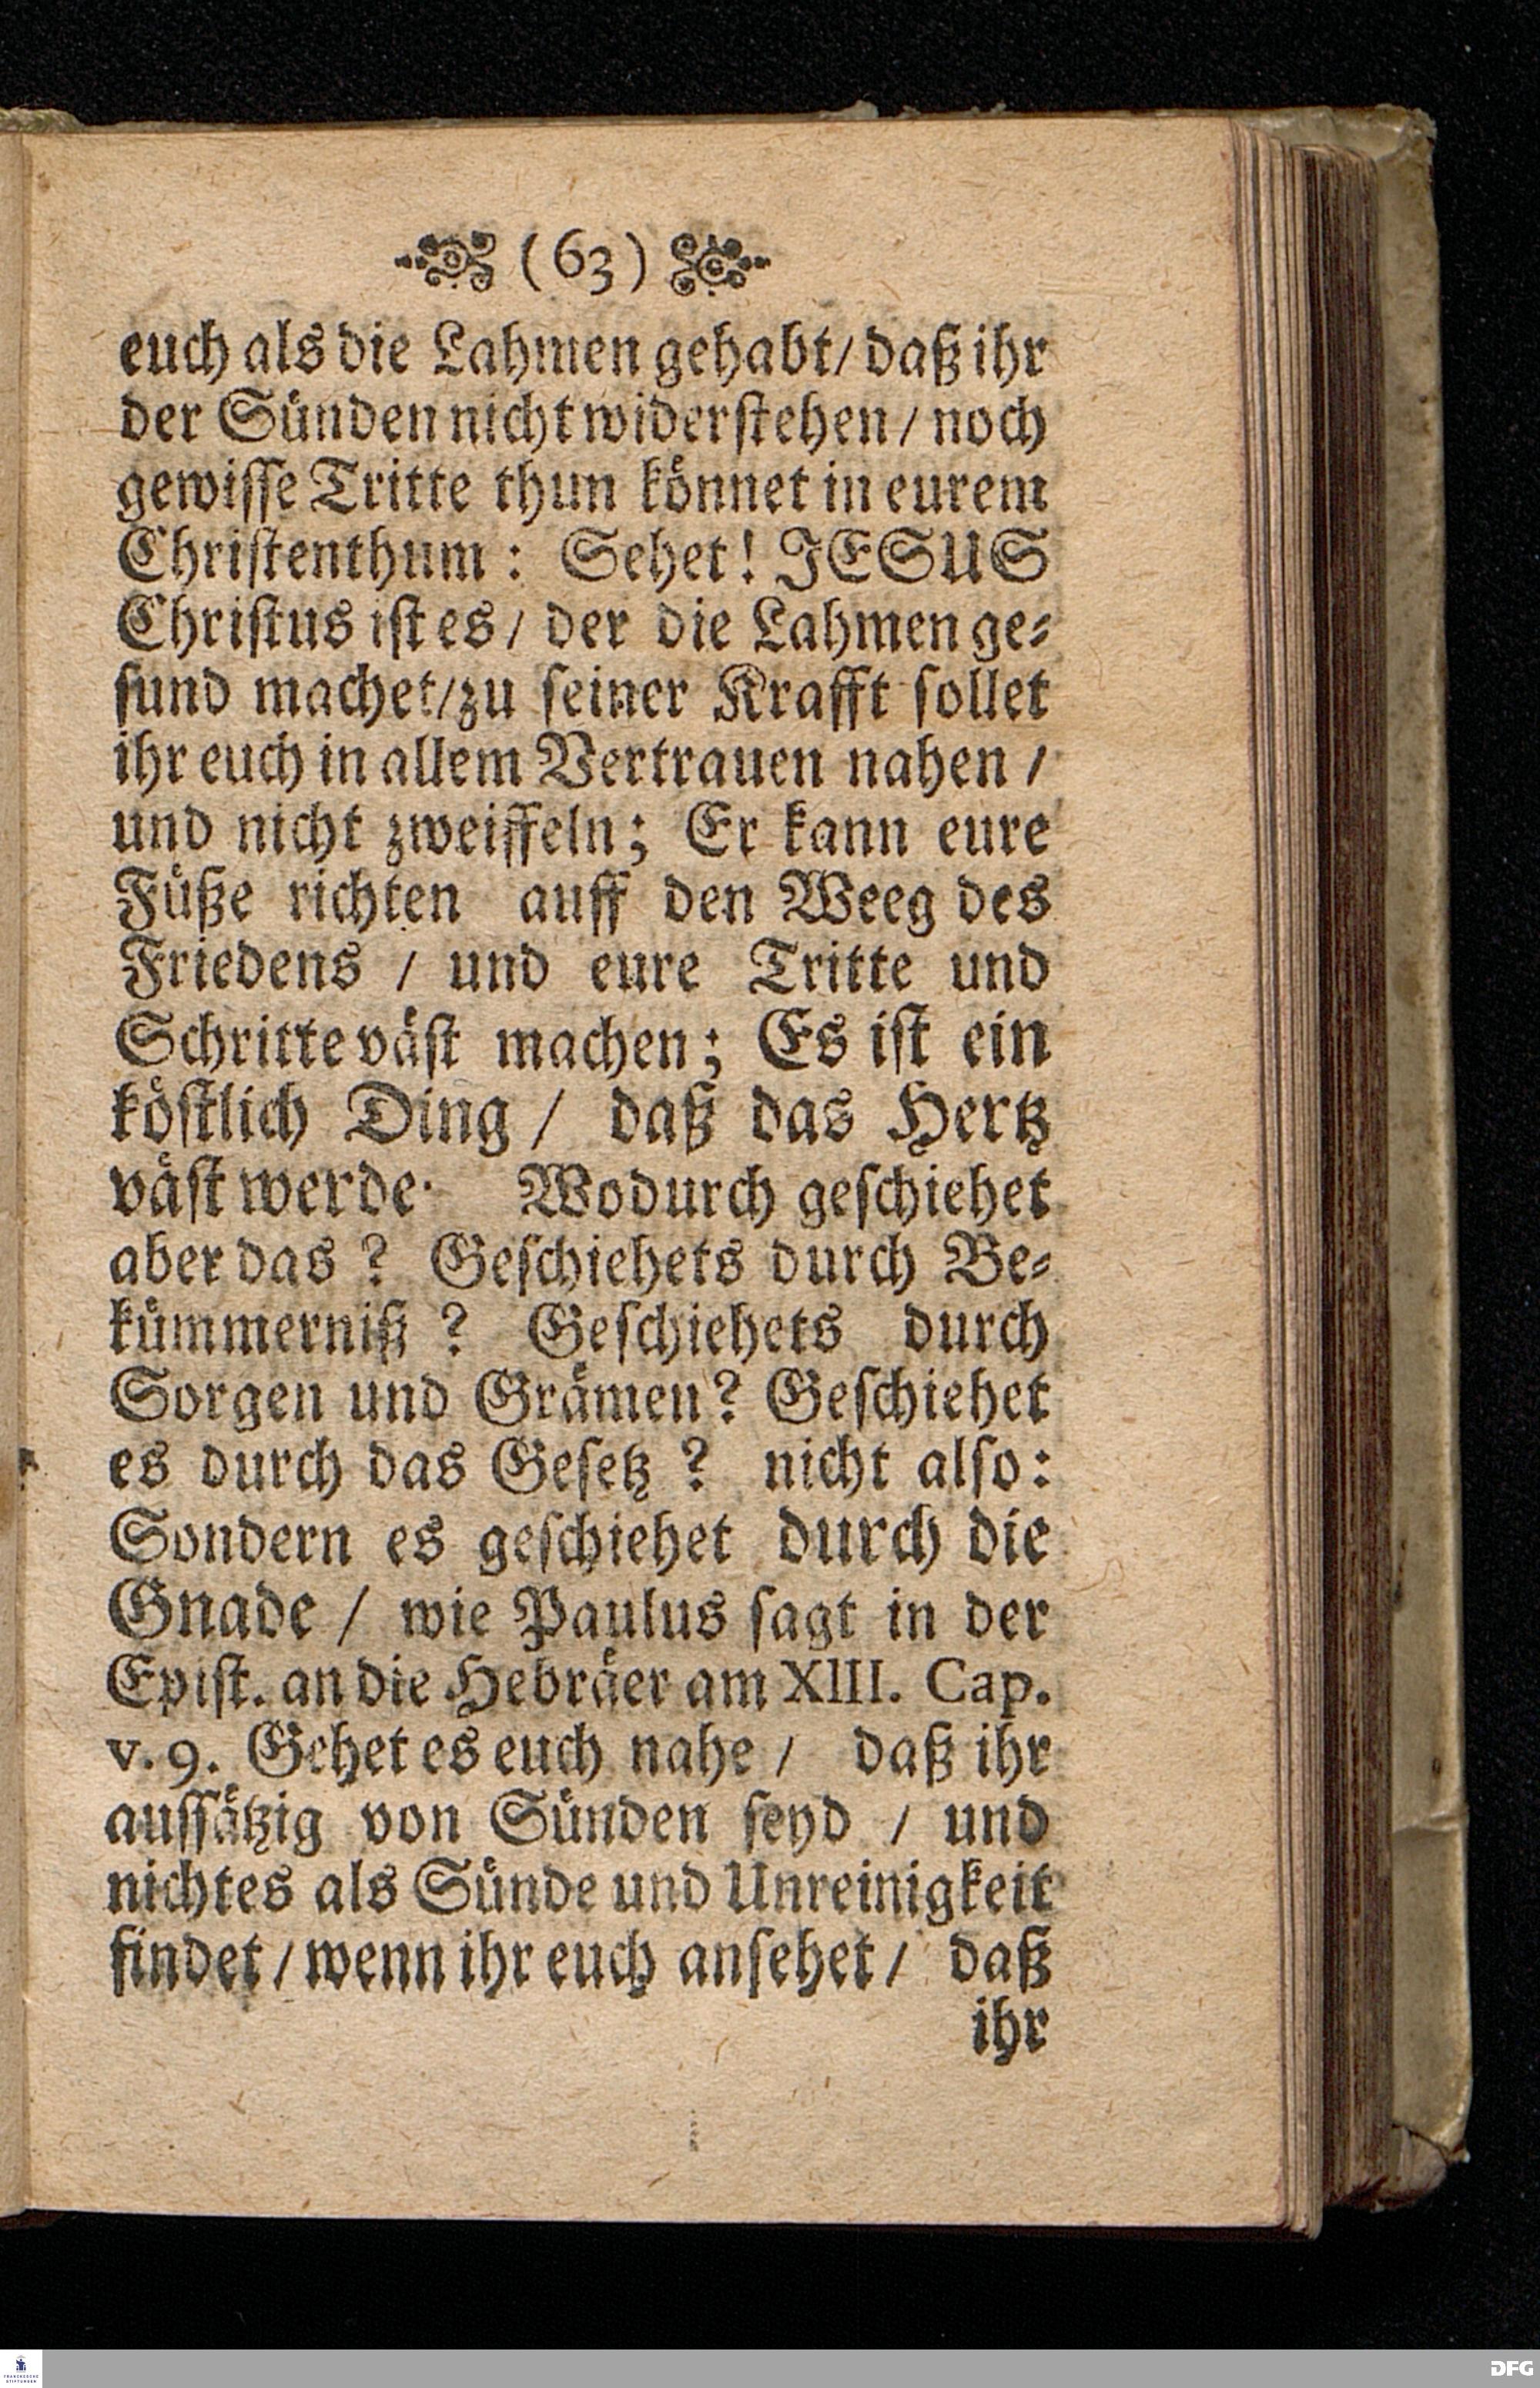 (63)
euch als die Lahmen gehabt/ daß ihr
der Sünden nicht widerstehen / noch
gewisse Tritte thun könnet in eurem
Christenthum: Sehet! JESUS
Christus ist es/ der die Lahmen ge-
sund machet/zu seiner Krafft sollet
ihr euch in allem Vertrauen nahen /
und nicht zweiffeln; Er kann eure
Füße richten auff den Weeg des
Friedens / und eure Tritte und
Schritte väst machen; Es ist ein
köstlich Ding / daß das Hertz
väst werde. Wodurch geschiehet
aber das ? Geschiehets durch Be-
kümmerniß ? Geschiehets durch
Sorgen und Grämen? Geschiehet
es durch das Gesetz ? nicht also:
Sondern es geschiehet durch die
Gnade / wie Paulus sagt in der
Epist. an die Hebräer am XIII. Cap.
v. 9. Gehet es euch nahe / daß ihr
aussätzig von Sünden seyd / und
nichtes als Sünde und Unreinigkeit
findet / wenn ihr euch ansehet / daß
ihr
FRANCKESCHE
STIFTUNGEN
DFG